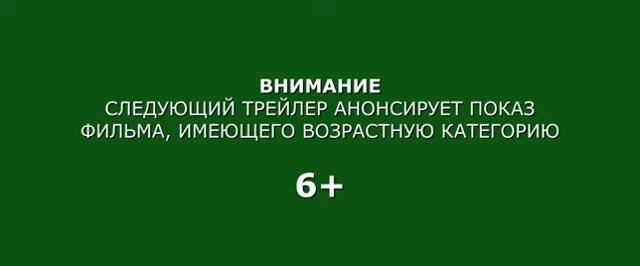 ВНИМАНИЕ
СЛЕДУЮЩИЙ ТРЕЙЛЕР АНОНСИРУЕТ ПОКАЗ
ФИЛЬМА, ИМЕЮЩЕГО ВОЗРАСТНУЮ КАТЕГОРИЮ
6+